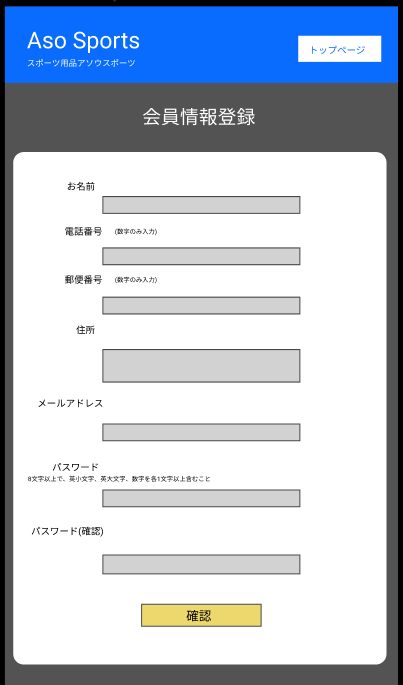 Aso Sports
スポーツ用品アソウスポーツ
トップページ
会員情報登録
お名前
電話番号 (数字のみ入力)
郵便番号 (数字のみ入力)
住所
メールアドレス
パスワード
8文字以上で、英小文字、英大文字、数字を各1文字以上含むこと
パスワード(確認)
確認